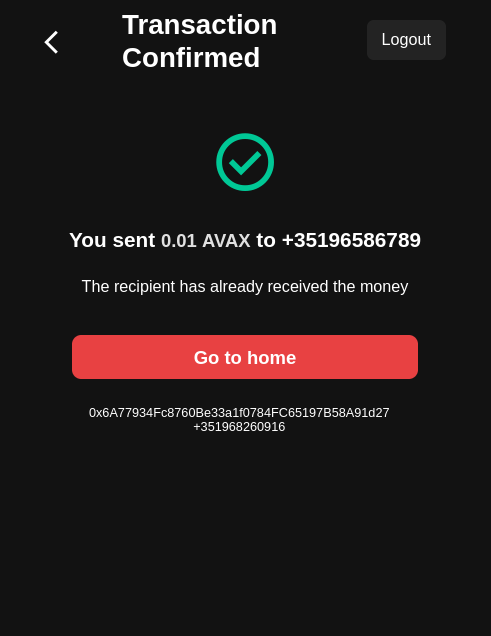 Transaction
Confirmed
Logout
You sent 0.01 AVAX to +35196586789
The recipient has already received the money
Go to home
0x6A77934Fc8760Be33a1f0784FC65197B58A91d27
+351968260916